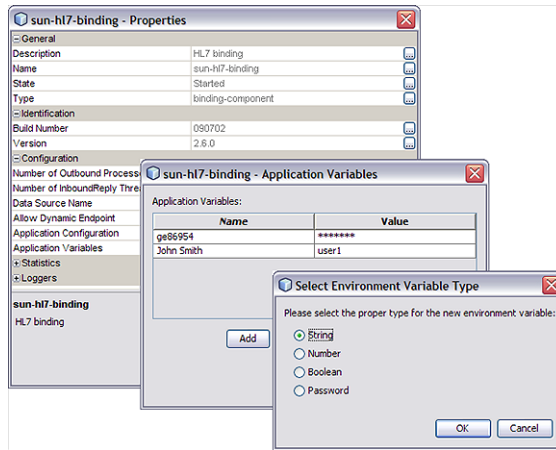 sun-hl7-binding - Properties
General
Description HL7 binding
Name sun-hl7-binding
State Started
Type binding-component
Identification
Build Number 090702
Version 2.6.0
Configuration
Number of Outbound
Number of InboundReply
Data Source Name
Allow Dynamic Endpoint
Application Configuration
Application Variables
Statistics
Loggers
sun-hl7-binding
HL7 binding
sun-hl7-binding - Application Variables
Application Variables:
Name Value
ge86954 *******
John Smith user1
Add
Select Environment Variable Type
Please select the proper type for the new environment variable:
String
Number
Boolean
Password
OK Cancel